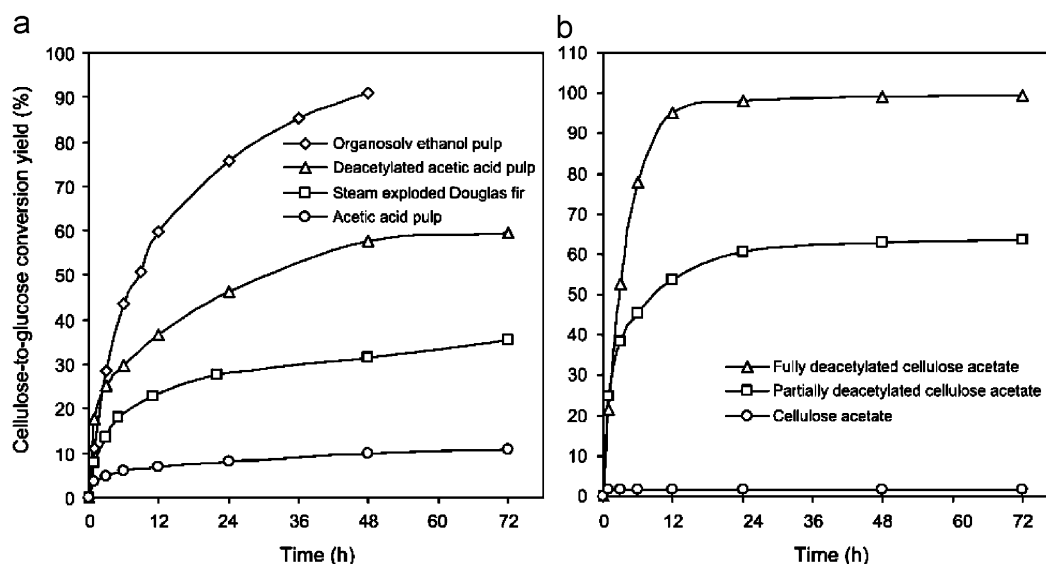 a
Cellulose-to-glucose conversion yield (%)
100
90
80
70
60
50
40
30
20
10
0
Organosolv ethanol pulp
Deacetylated acetic acid pulp
Steam exploded Douglas fir
Acetic acid pulp
0 12 24 36 48 60 72
Time (h)
b
110
100
90
80
70
60
50
40
30
20
10
0
Fully deacetylated cellulose acetate
Partially deacetylated cellulose acetate
Cellulose acetate
0 12 24 36 48 60 72
Time (h)